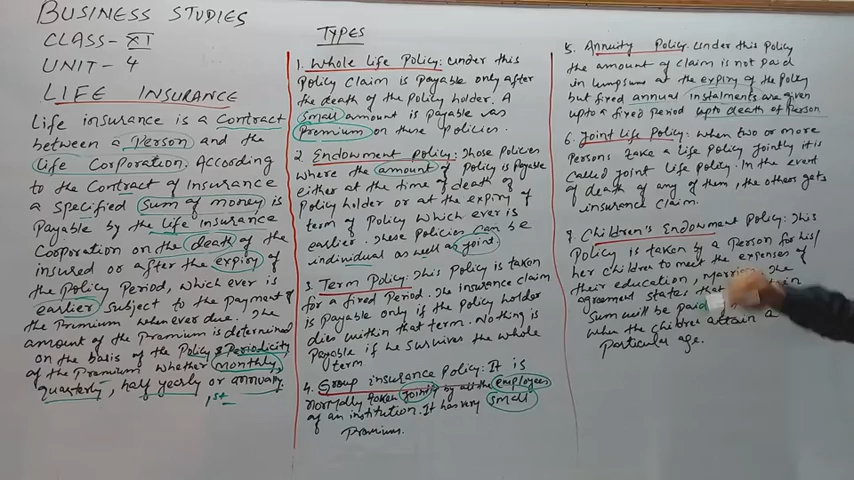 BUSINESS STUDIES
CLASS-XI
UNIT-4
LIFE INSURANCE
Life insurance is a Contract
between a Person and the
Life Corporation. According
to the Contract of Insurance
a Specified Sum of money is
Payable by the life insurance
Corporation on the death of the
insured or after the expiry of
the Policy Period, which ever is
earlier subject to the Payment of
the Premium whenever due. The
amount of the Premium is determined
on the basis of the Policy & Periodicity
of the Premium whether monthly,
quarterly, half yearly or annually.
1st
TYPES
1. Whole Life Policy: Under this
Policy Claim is Payable only after
the death of the Policy holder. A
small amount is payable as
Premium on these Policies.
2. Endowment Policy: Those Policies
where the amount of Policy is Payable
either at the time of death of
Policy holder or at the expiry of
term of Policy which ever is
earlier. These Policies can be
individual as well as joint
3. Term Policy: This Policy is taken
for a fixed Period. The insurance claim
is Payable only if the Policy holder
dies within that term. Nothing is
Payable if he survives the whole
term
4. Group insurance Policy: It is
normally taken jointly by all the employees
of an institution. It has very small
Premium.
5. Annuity Policy: Under this Policy
the amount of Claim is not Paid
in lumpsum at the expiry of the Policy
but fixed annual instalments are given
upto a fixed Period upto death of Person
6. Joint Life Policy: When two or more
Persons take a Life Policy jointly it is
called joint Life Policy. In the event
of death of any of them, the others gets
insurance Claim.
7. Children's Endowment Policy: This
Policy is taken by a Person for his/
her Children to meet the expenses of
their education, The
agreement states that
Sum will be paid
when the children attain a
Particular age.